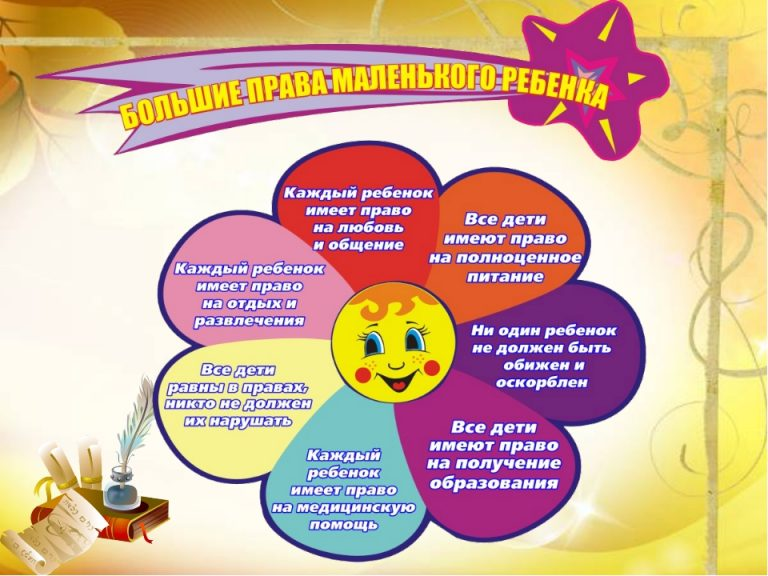 БОЛЬШИЕ ПРАВА МАЛЕНЬКОГО РЕБЕНКА
Каждый ребенок
имеет право
на любовь
и общение
Все дети
имеют право
на полноценное
питание
Ни один ребенок
не должен быть
обижен и
оскорблен
Все дети
имеют право
на получение
образования
Каждый
ребенок
имеет право
на медицинскую
помощь
Все дети
равны в правах,
никто не должен
их нарушать
Каждый ребенок
имеет право
на отдых и
развлечения